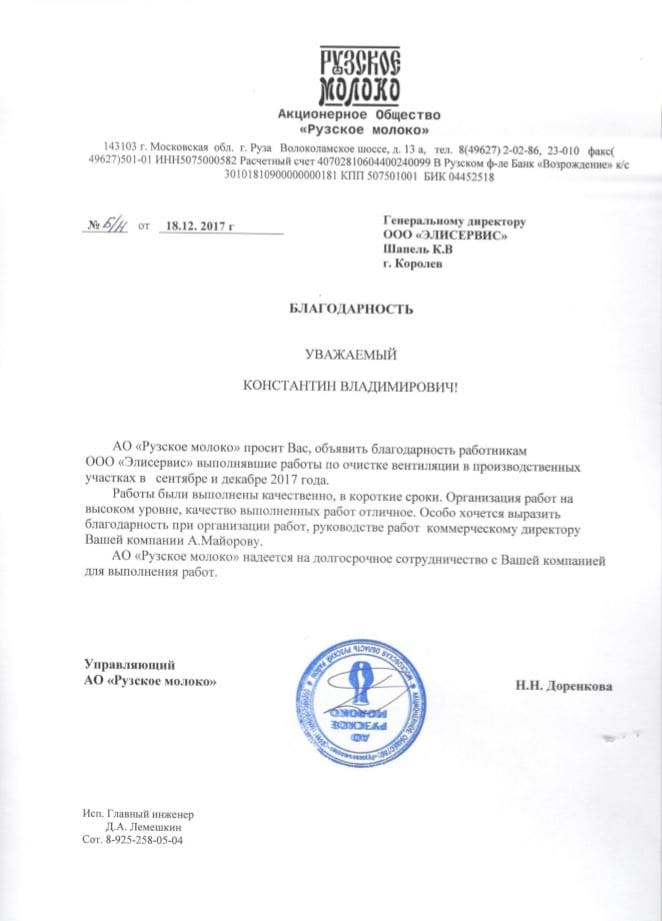 РУЗСКОЕ
МОЛОКО
Акционерное Общество
«Рузское молоко»
143103 г. Московская обл. г. Руза Волоколамское шоссе, д. 13 а, тел. 8(49627) 2-02-86, 23-010 факс(
49627)501-01 ИНН5075000582 Расчетный счет 40702810604400240099 В Рузском ф-ле Банк «Возрождение» к/с
30101810900000000181 КПП 507501001 БИК 04452518
№ Б/Н от 18.12. 2017 г
Генеральному директору
ООО «ЭЛИСЕРВИС»
Шапель К.В
г. Королев
БЛАГОДАРНОСТЬ
УВАЖАЕМЫЙ
КОНСТАНТИН ВЛАДИМИРОВИЧ!
АО «Рузское молоко» просит Вас, объявить благодарность работникам
ООО «Элисервис» выполнявшие работы по очистке вентиляции в производственных
участках в сентябре и декабре 2017 года.
Работы были выполнены качественно, в короткие сроки. Организация работ на
высоком уровне, качество выполненных работ отличное. Особо хочется выразить
благодарность при организации работ, руководстве работ коммерческому директору
Вашей компании А.Майорову.
АО «Рузское молоко» надеется на долгосрочное сотрудничество с Вашей компанией
для выполнения работ.
Управляющий
АО «Рузское молоко»
Н.Н. Доренкова
АО
РУЗСКОЕ
МОЛОКО
Исп. Главный инженер
Д.А. Лемешкин
Сот. 8-925-258-05-04